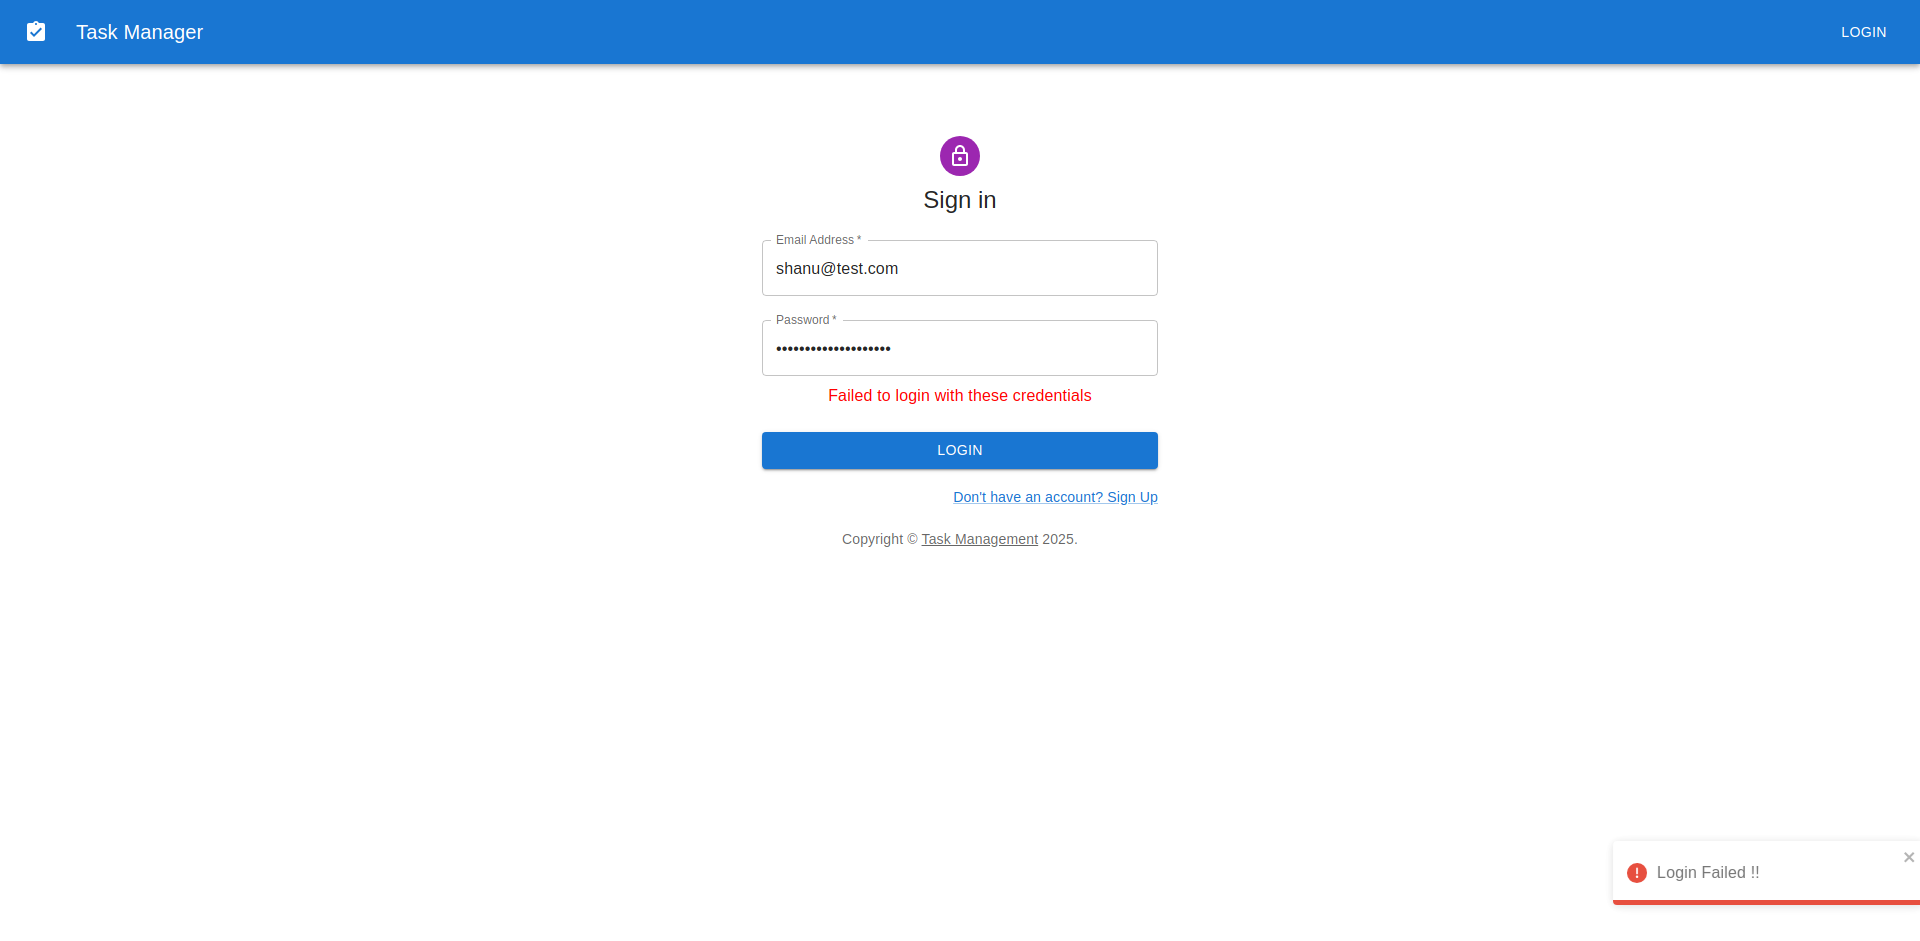 Task Manager
LOGIN
Sign in
Email Address *
shanu@test.com
Password *
••••••••••••••••••••
Failed to login with these credentials
LOGIN
Don't have an account? Sign Up
Copyright © Task Management 2025.
Login Failed !!